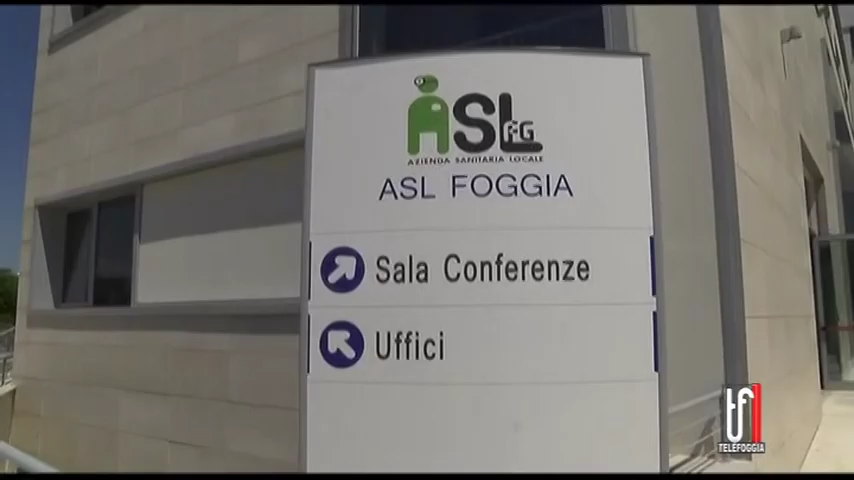 ASL FG
AZIENDA SANITARIA LOCALE
ASL FOGGIA
Sala Conferenze
Uffici
tf
TELEFOGGIA